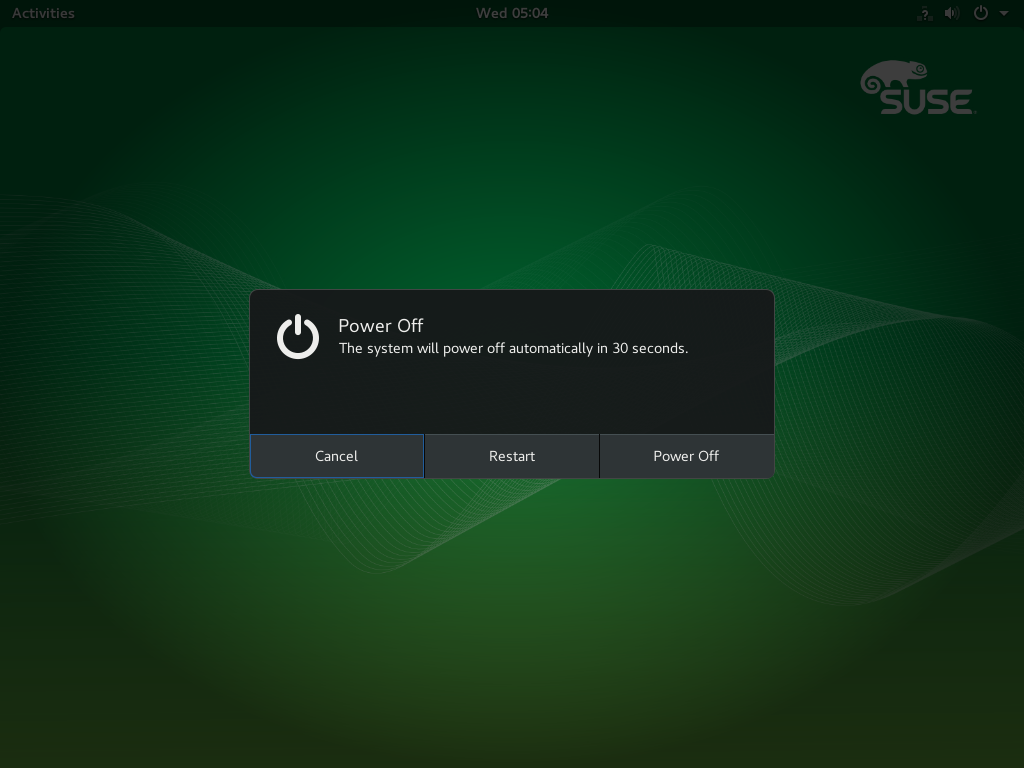 Activities
Wed 05:04
?
SUSE
Power Off
The system will power off automatically in 30 seconds.
Cancel
Restart
Power Off